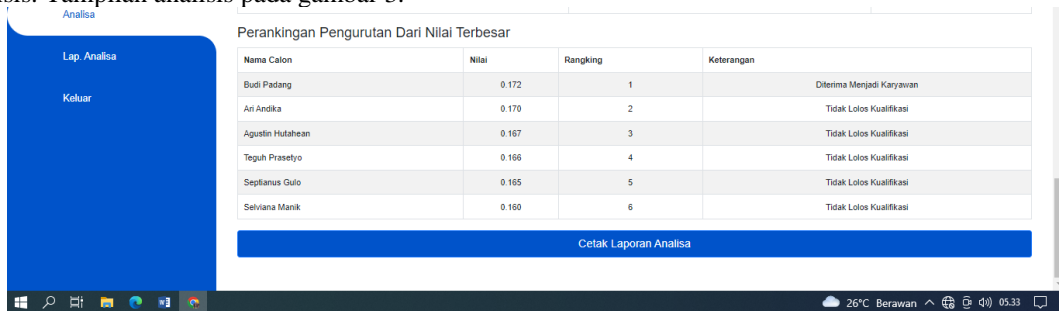 Analisa
Perankingan Pengurutan Dari Nilai Terbesar
Lap. Analisa
Keluar
Nama Calon Nilai Rangking Keterangan
Budi Padang 0.172 1 Diterima Menjadi Karyawan
Ari Andika 0.170 2 Tidak Lolos Kualifikasi
Agustin Hutahean 0.167 3 Tidak Lolos Kualifikasi
Teguh Prasetyo 0.166 4 Tidak Lolos Kualifikasi
Septianus Gulo 0.165 5 Tidak Lolos Kualifikasi
Selviana Manik 0.160 6 Tidak Lolos Kualifikasi
Cetak Laporan Analisa
26°C Berawan 05.33